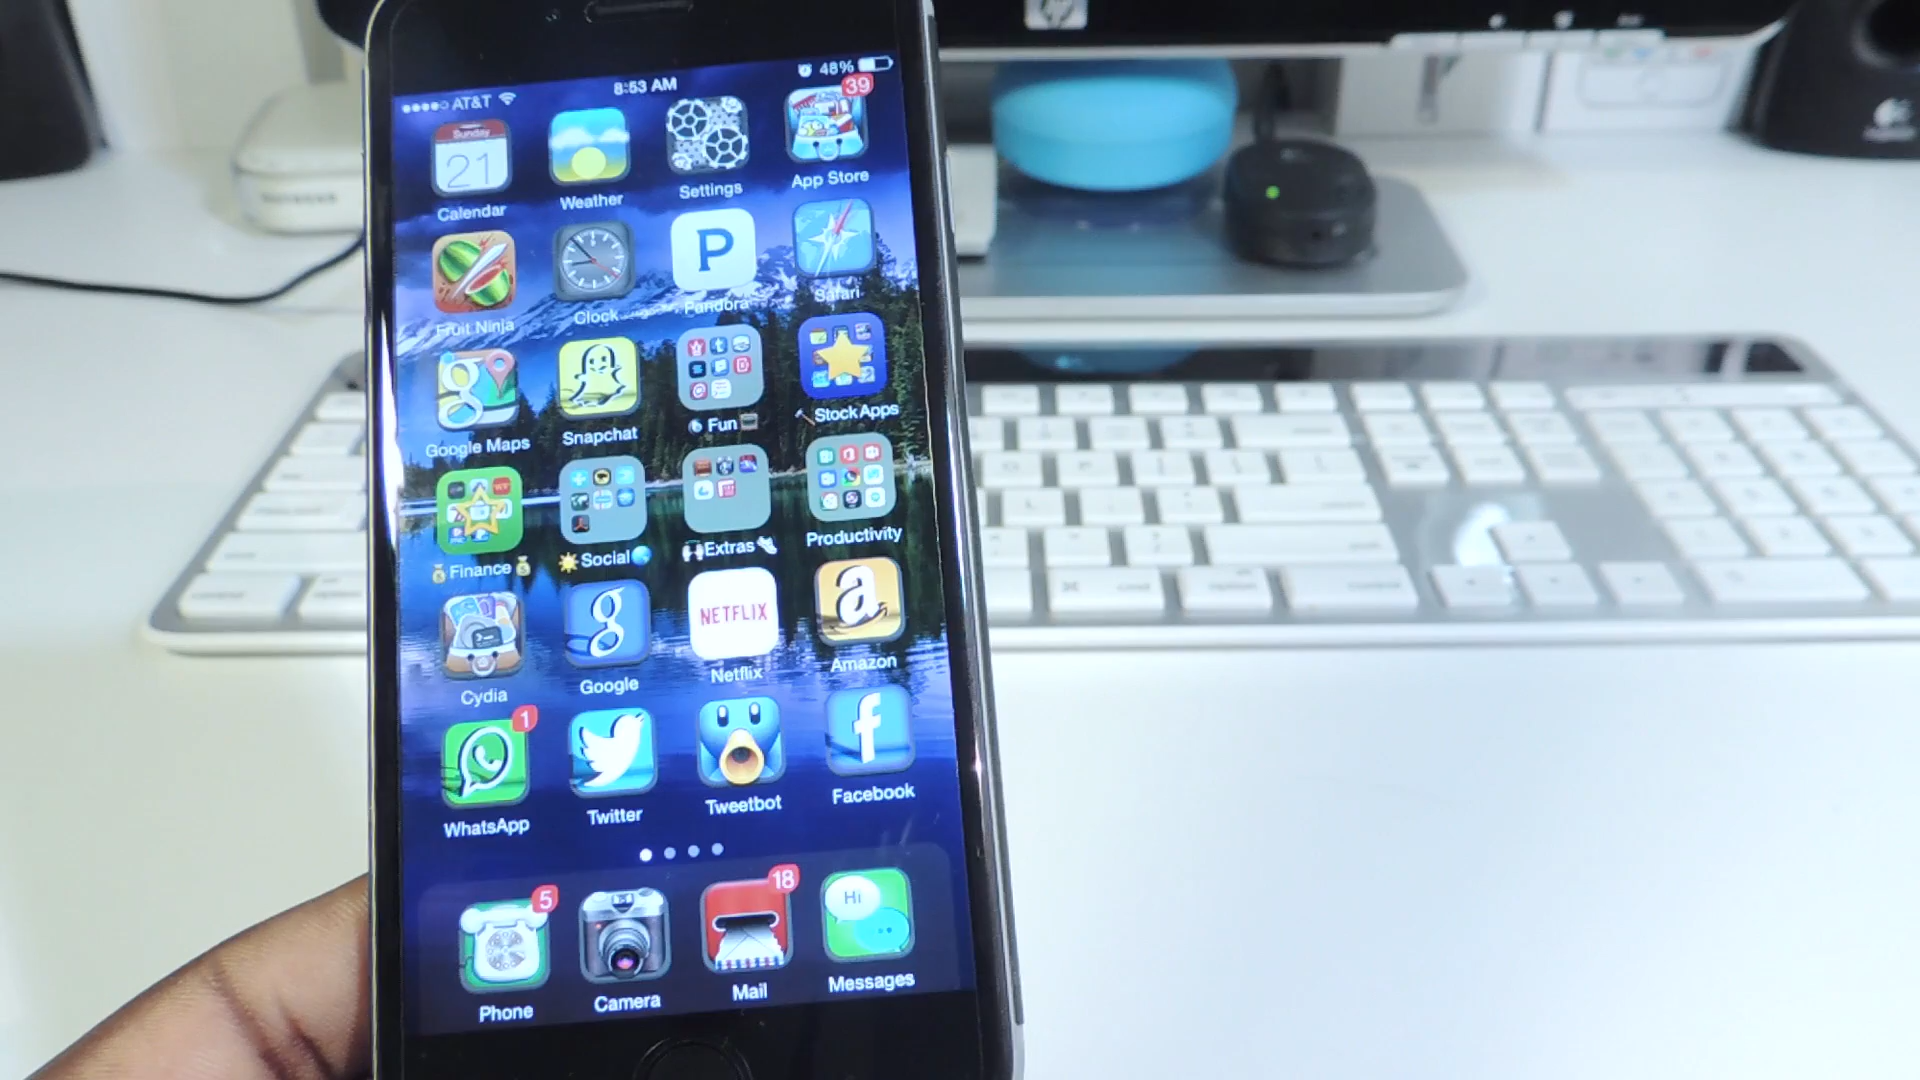 hp
AT&T 8:53 AM 48%
39
Sunday
21
Calendar Weather Settings App Store
P
Fruit Ninja Clock Pandora Safari
g
Google Maps Snapchat Fun Stock Apps
Finance Social Extras Productivity
g NETFLIX a
Cydia Google Netflix Amazon
1
f
WhatsApp Twitter Tweetbot Facebook
5 18
Hi
Phone Camera Mail Messages